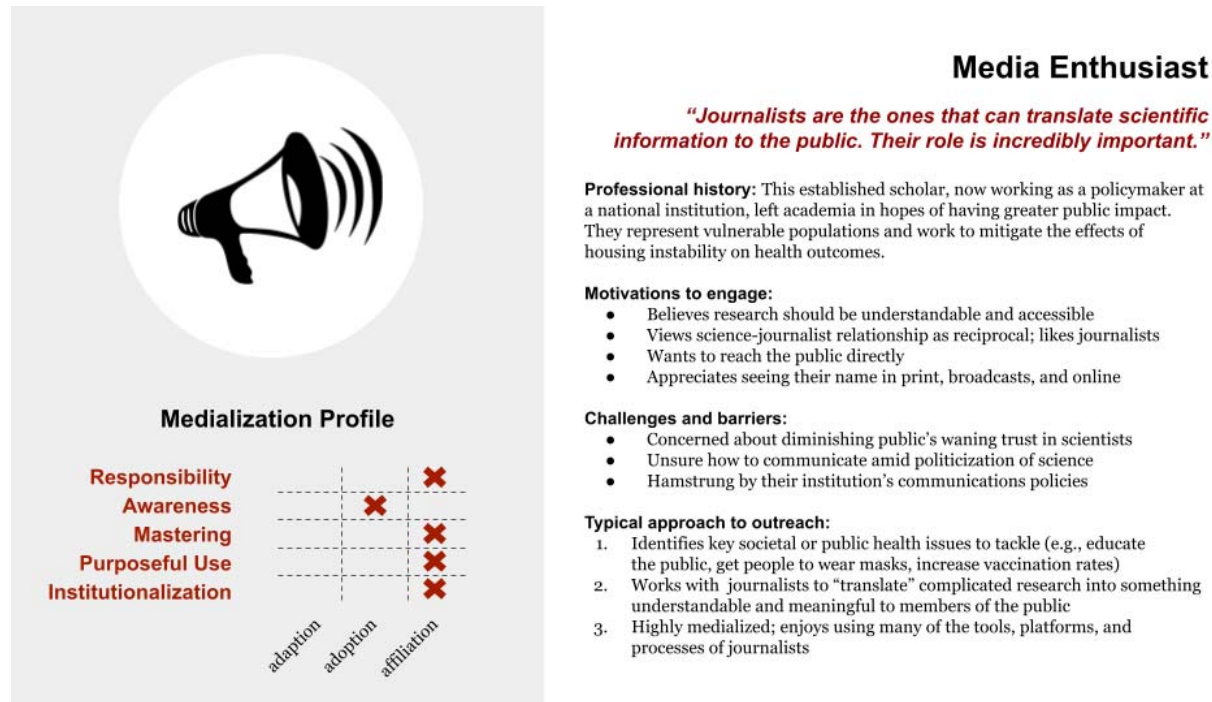 Medialization Profile
Responsibility
Awareness
Mastering
Purposeful Use
Institutionalization
adaption
adoption
affiliation
Media Enthusiast
“Journalists are the ones that can translate scientific
information to the public. Their role is incredibly important.”
Professional history: This established scholar, now working as a policymaker at
a national institution, left academia in hopes of having greater public impact.
They represent vulnerable populations and work to mitigate the effects of
housing instability on health outcomes.
Motivations to engage:
● Believes research should be understandable and accessible
● Views science-journalist relationship as reciprocal; likes journalists
● Wants to reach the public directly
● Appreciates seeing their name in print, broadcasts, and online
Challenges and barriers:
● Concerned about diminishing public’s waning trust in scientists
● Unsure how to communicate amid politicization of science
● Hamstrung by their institution’s communications policies
Typical approach to outreach:
1. Identifies key societal or public health issues to tackle (e.g., educate
the public, get people to wear masks, increase vaccination rates)
2. Works with journalists to “translate” complicated research into something
understandable and meaningful to members of the public
3. Highly medialized; enjoys using many of the tools, platforms, and
processes of journalists